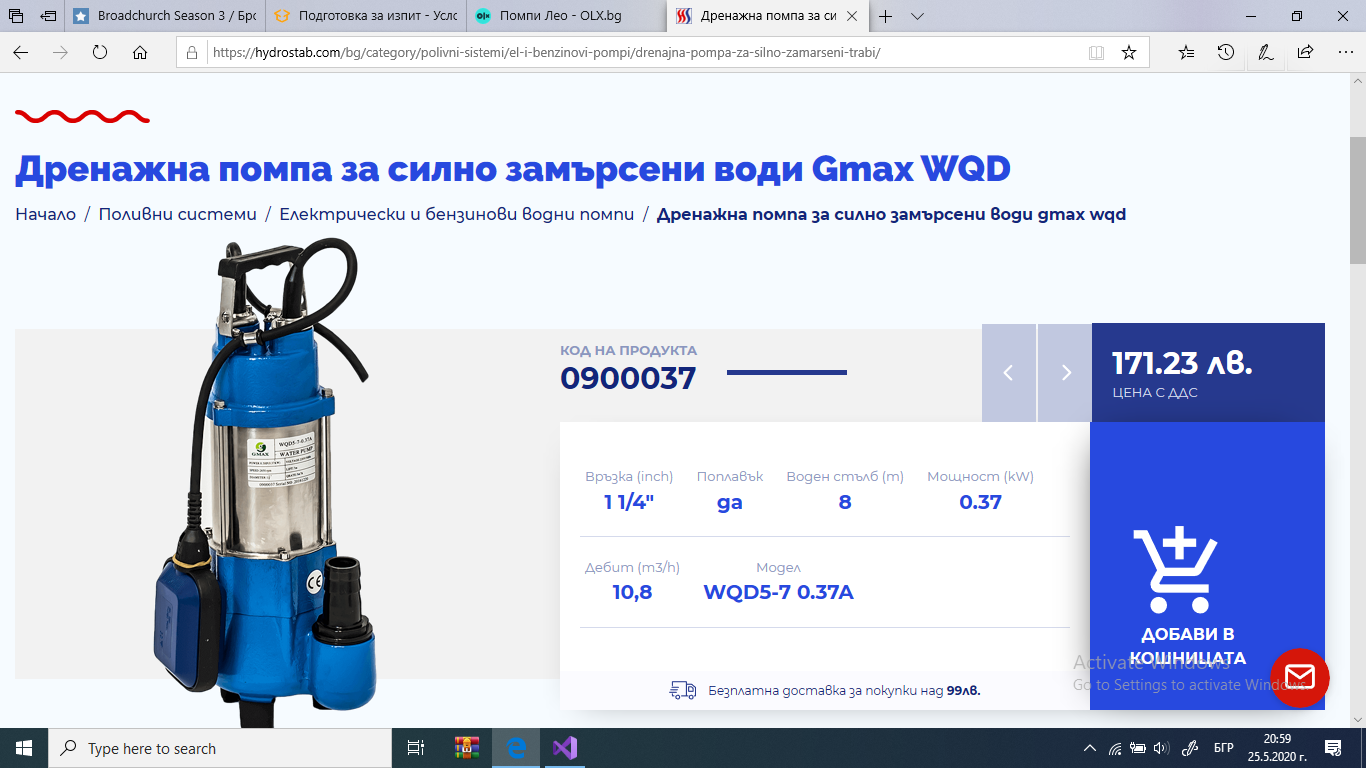 Broadchurch Season 3 / Бро
Подготовка за изпит - Усло
Помпи Лео - OLX.bg
Дренажна помпа за си
https://hydrostab.com/bg/category/polivni-sistemi/el-i-benzinovi-pompi/drenajna-pompa-za-silno-zamarseni-trabi/
Дренажна помпа за силно замърсени води Gmax WQD
Начало / Поливни системи / Електрически и бензинови водни помпи / Дренажна помпа за силно замърсени води gmax wqd
КОД НА ПРОДУКТА
0900037
171.23 лв.
ЦЕНА С ДДС
GMAX
WQD5-7-0.37A
WATER PUMP
CE
Връзка (inch) Поплавък Воден стълб (m) Мощност (kW)
1 1/4" да 8 0.37
Дебит (m3/h) Модел
10,8 WQD5-7 0.37A
ДОБАВИ В
КОШНИЦАТА
Безплатна доставка за покупки над 99лв.
Activate Windows
Go to Settings to activate Windows.
Type here to search
БГР
20:59
25.5.2020 г.